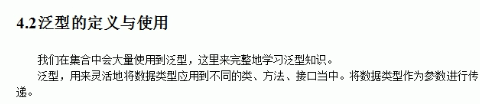 4.2泛型的定义与使用
我们在集合中会大量使用到泛型，这里来完整地学习泛型知识。
泛型，用来灵活地将数据类型应用到不同的类、方法、接口当中。将数据类型作为参数进行传
递。